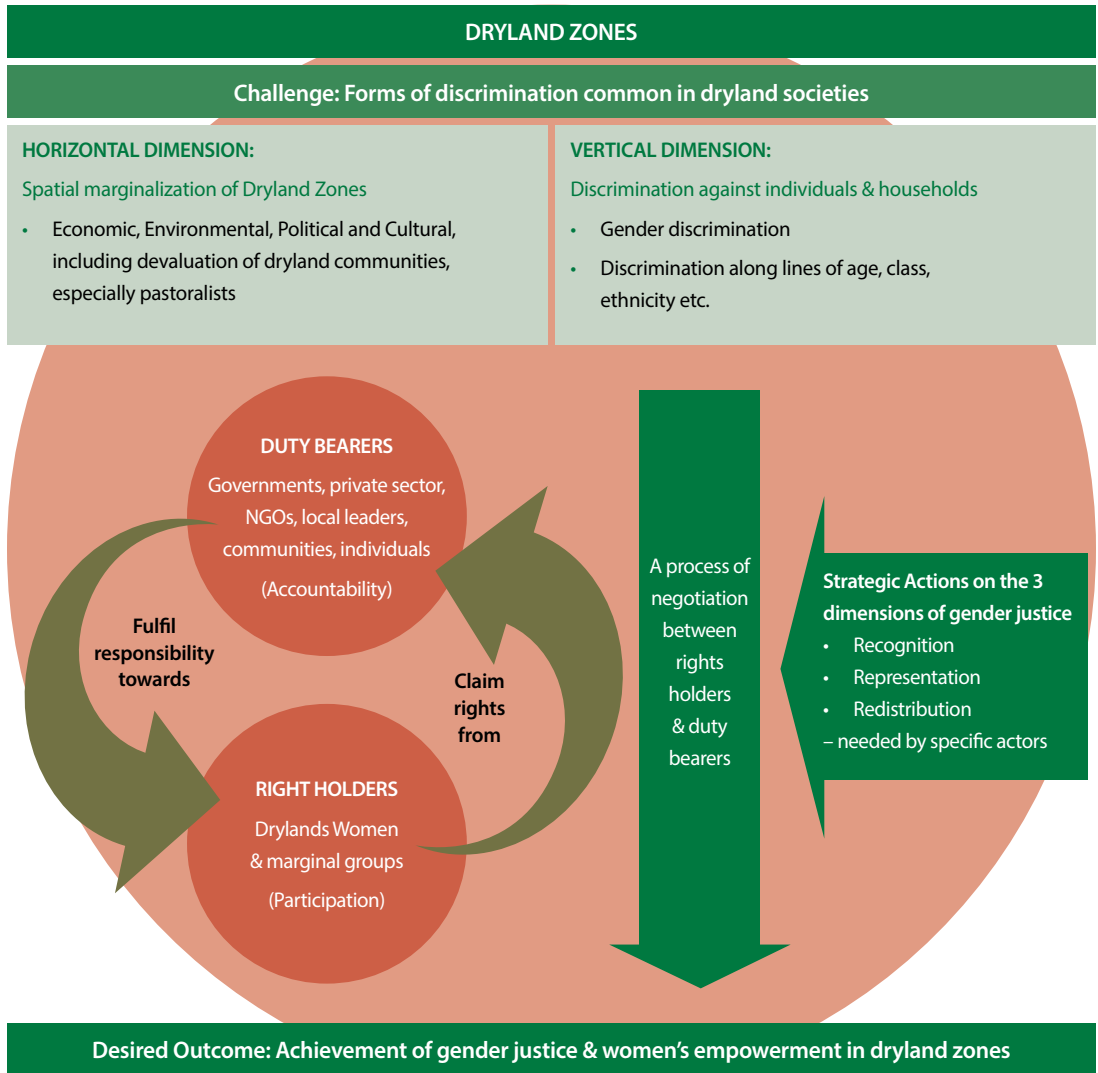 DRYLAND ZONES
Challenge: Forms of discrimination common in dryland societies
HORIZONTAL DIMENSION:
Spatial marginalization of Dryland Zones
• Economic, Environmental, Political and Cultural,
including devaluation of dryland communities,
especially pastoralists
VERTICAL DIMENSION:
Discrimination against individuals & households
• Gender discrimination
• Discrimination along lines of age, class,
ethnicity etc.
DUTY BEARERS
Governments, private sector,
NGOs, local leaders,
communities, individuals
(Accountability)
Fulfil
responsibility
towards
Claim
rights
from
RIGHT HOLDERS
Drylands Women
& marginal groups
(Participation)
A process of
negotiation
between
rights
holders
& duty
bearers
Strategic Actions on the 3
dimensions of gender justice
• Recognition
• Representation
• Redistribution
– needed by specific actors
Desired Outcome: Achievement of gender justice & women’s empowerment in dryland zones